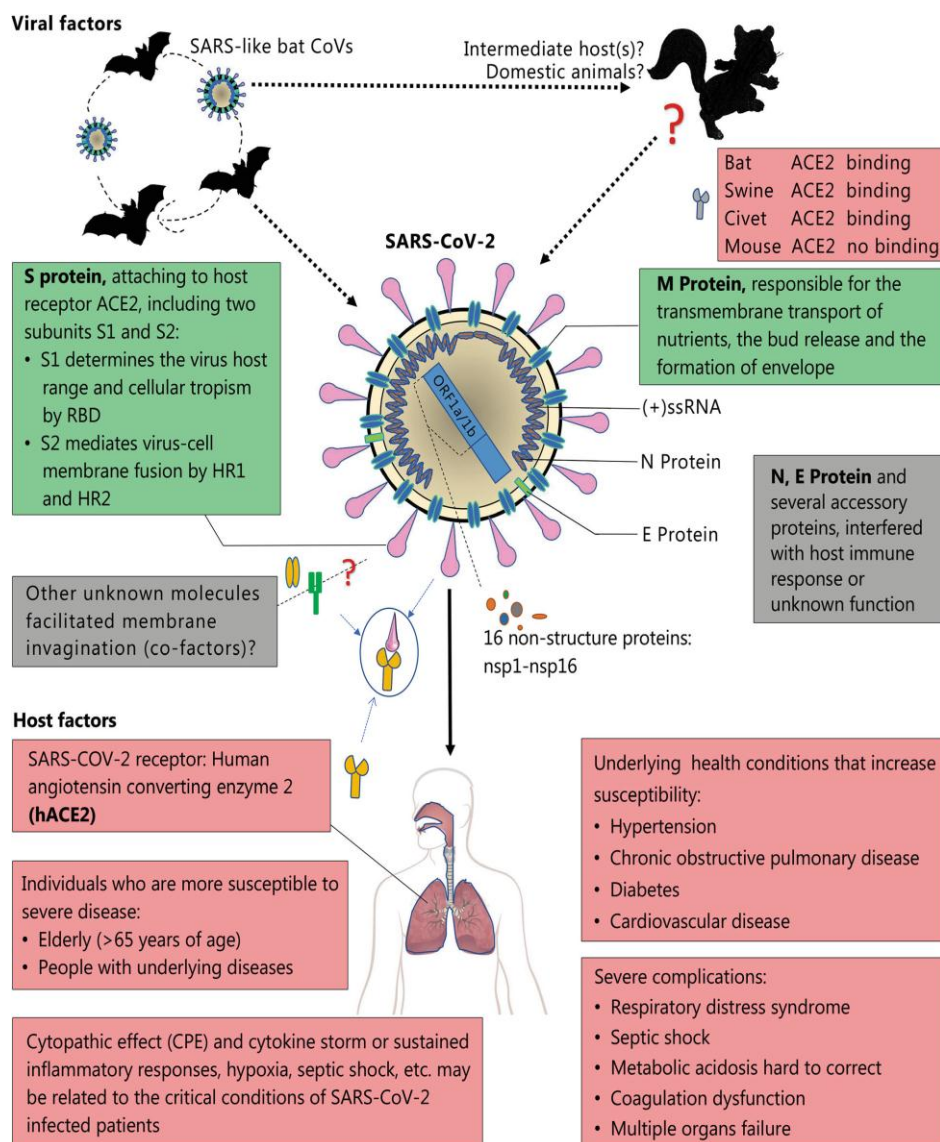 Viral factors
SARS-like bat CoVs
Intermediate host(s)?
Domestic animals?
?
Bat ACE2 binding
Swine ACE2 binding
Civet ACE2 binding
Mouse ACE2 no binding
SARS-CoV-2
S protein, attaching to host
receptor ACE2, including two
subunits S1 and S2:
• S1 determines the virus host
range and cellular tropism
by RBD
• S2 mediates virus-cell
membrane fusion by HR1
and HR2
M Protein, responsible for the
transmembrane transport of
nutrients, the bud release and the
formation of envelope
ORF1a/1b
(+)ssRNA
N Protein
E Protein
N, E Protein and
several accessory
proteins, interfered
with host immune
response or
unknown function
?
Other unknown molecules
facilitated membrane
invagination (co-factors)?
16 non-structure proteins:
nsp1-nsp16
Host factors
SARS-COV-2 receptor: Human
angiotensin converting enzyme 2
(hACE2)
Individuals who are more susceptible to
severe disease:
• Elderly (>65 years of age)
• People with underlying diseases
Cytopathic effect (CPE) and cytokine storm or sustained
inflammatory responses, hypoxia, septic shock, etc. may
be related to the critical conditions of SARS-CoV-2
infected patients
Underlying health conditions that increase
susceptibility:
• Hypertension
• Chronic obstructive pulmonary disease
• Diabetes
• Cardiovascular disease
Severe complications:
• Respiratory distress syndrome
• Septic shock
• Metabolic acidosis hard to correct
• Coagulation dysfunction
• Multiple organs failure